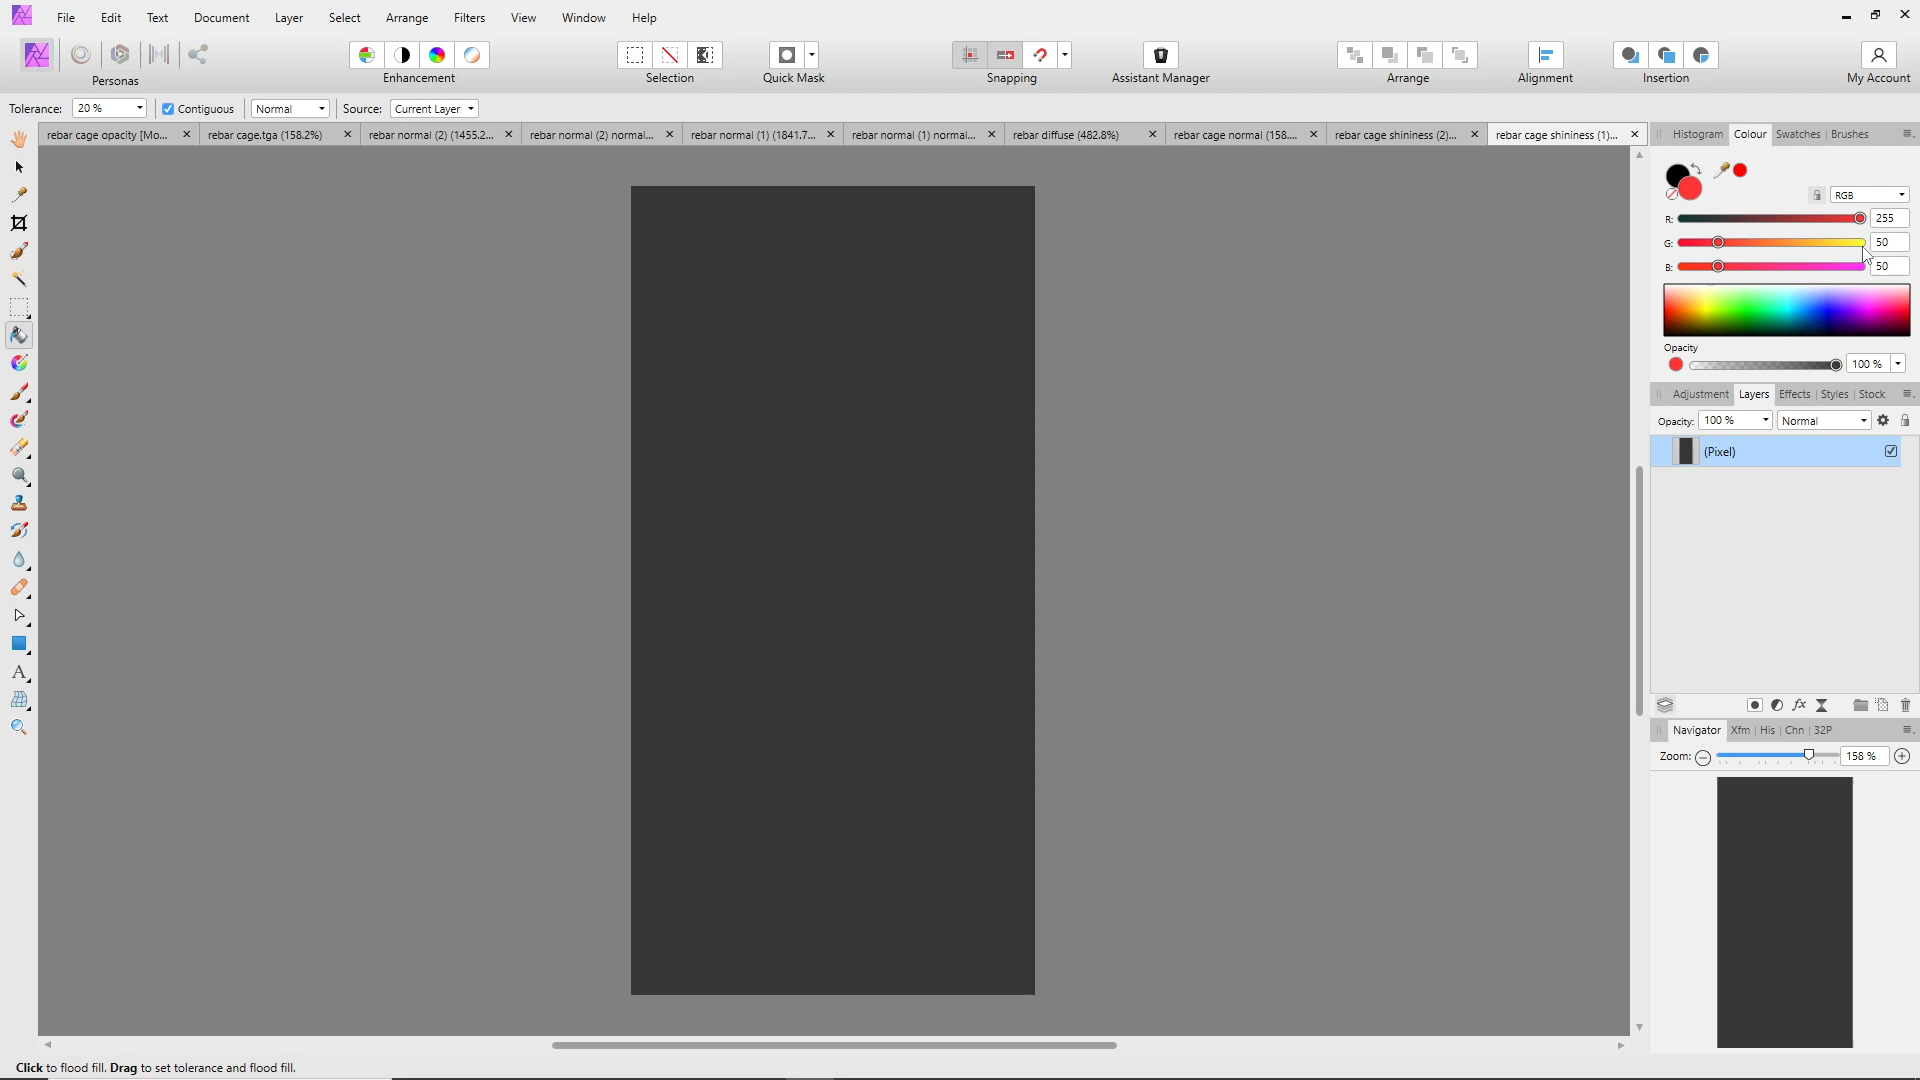 File Edit Text Document Layer Select Arrange Filters View Window Help
Personas Enhancement Selection Quick Mask Snapping Assistant Manager Arrange Alignment Insertion My Account
Tolerance: 20 % Contiguous Normal Source: Current Layer
rebar cage opacity [Mo... rebar cage.tga (158.2%) rebar normal (2) (1455.2... rebar normal (2) normal... rebar normal (1) (1841.7... rebar normal (1) normal... rebar diffuse (482.8%) rebar cage normal (158.... rebar cage shininess (2)... rebar cage shininess (1)...
Histogram Colour Swatches Brushes
RGB
R: 255
G: 50
B: 50
Opacity
100 %
Adjustment Layers Effects Styles Stock
Opacity: 100 % Normal
(Pixel)
Navigator Xfm His Chn 32P
Zoom: 158 %
A
Click to flood fill. Drag to set tolerance and flood fill.